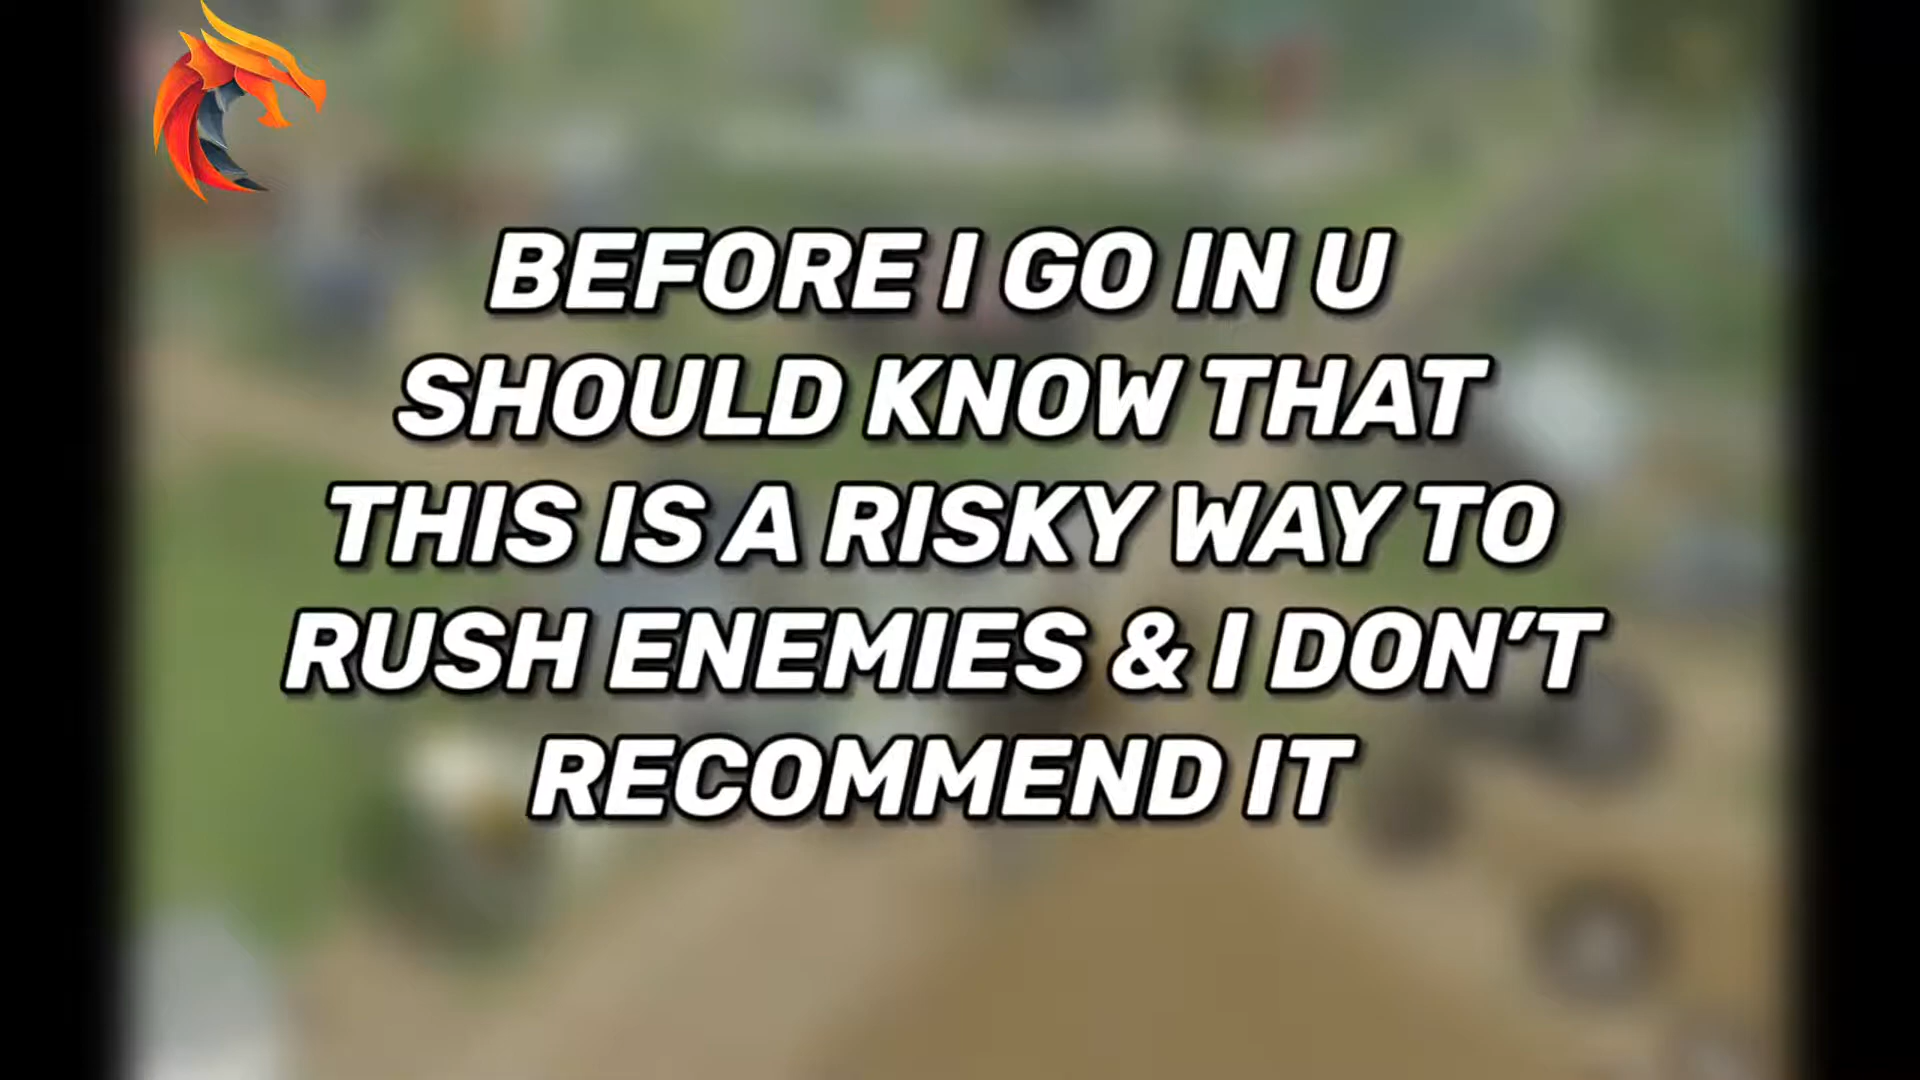 BEFORE I GO IN U
SHOULD KNOW THAT
THIS IS A RISKY WAY TO
RUSH ENEMIES & I DON’T
RECOMMEND IT